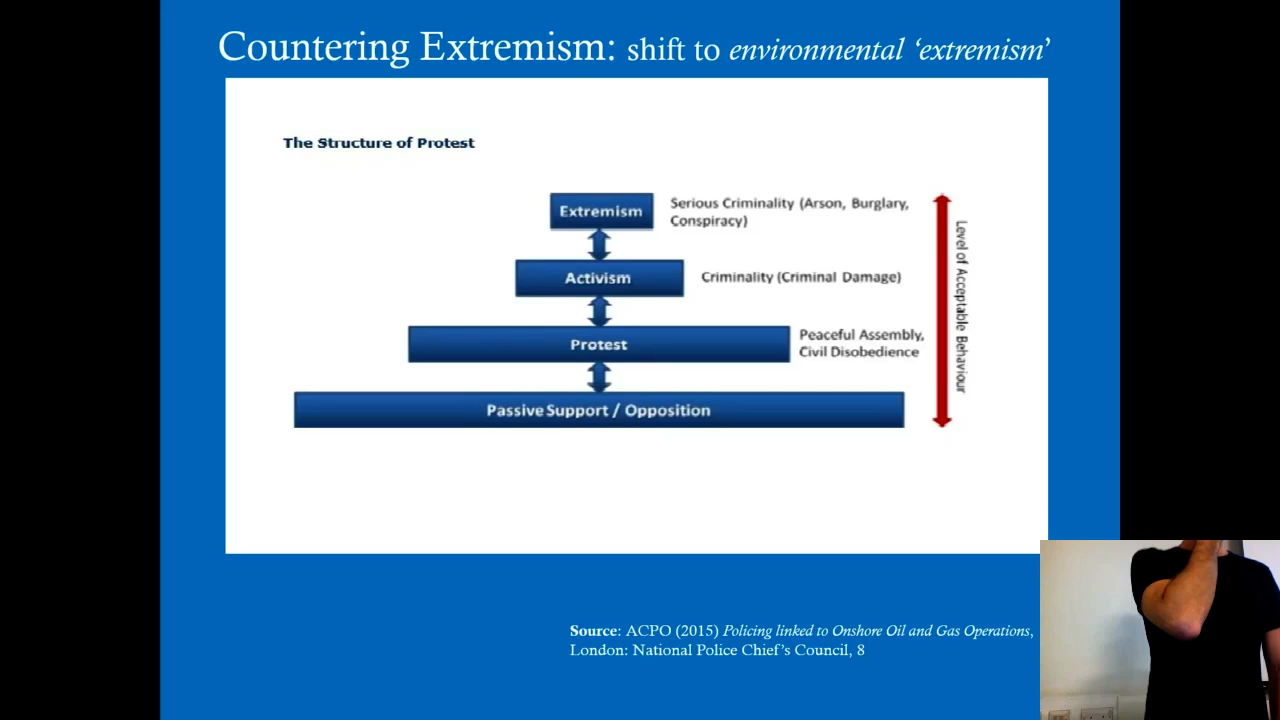 Countering Extremism: shift to environmental ‘extremism’
The Structure of Protest
Extremism
Serious Criminality (Arson, Burglary,
Conspiracy)
Activism
Criminality (Criminal Damage)
Protest
Peaceful Assembly,
Civil Disobedience
Passive Support / Opposition
Level of Acceptable Behaviour
Source: ACPO (2015) Policing linked to Onshore Oil and Gas Operations,
London: National Police Chief’s Council, 8